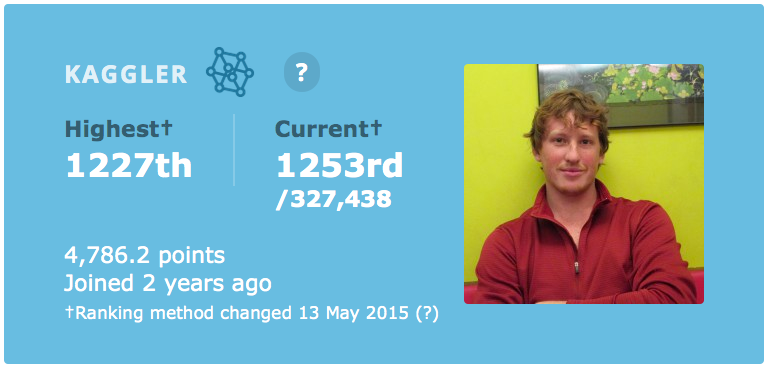 KAGGLER ?
Highest† Current†
1227th 1253rd
/327,438
4,786.2 points
Joined 2 years ago
†Ranking method changed 13 May 2015 (?)